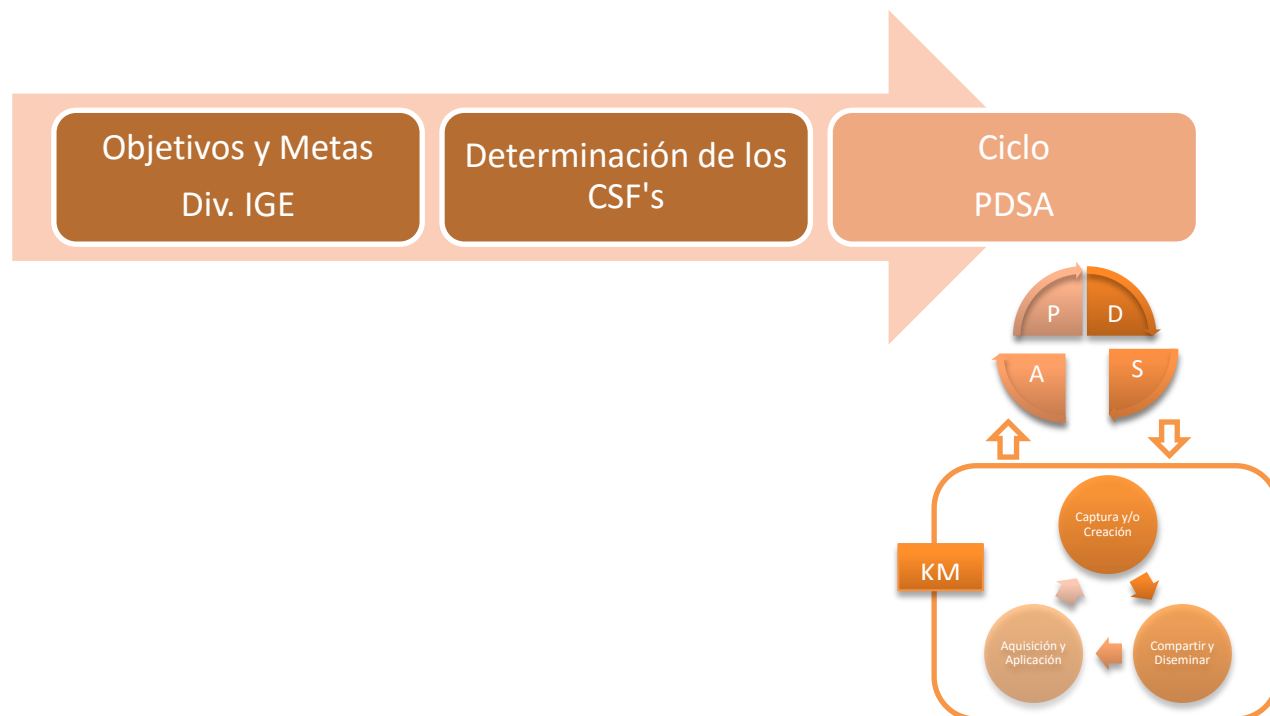 Objetivos y Metas
Div. IGE
Determinación de los
CSF's
Ciclo
PDSA
P
D
A
S
KM
Captura y/o
Creación
Aquisición y
Aplicación
Compartir y
Diseminar